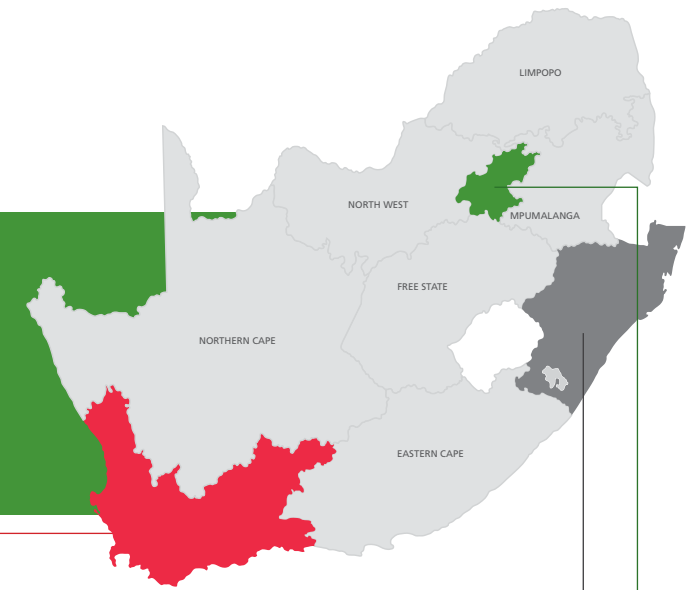 LIMPOPO
NORTH WEST
MPUMALANGA
FREE STATE
NORTHERN CAPE
EASTERN CAPE